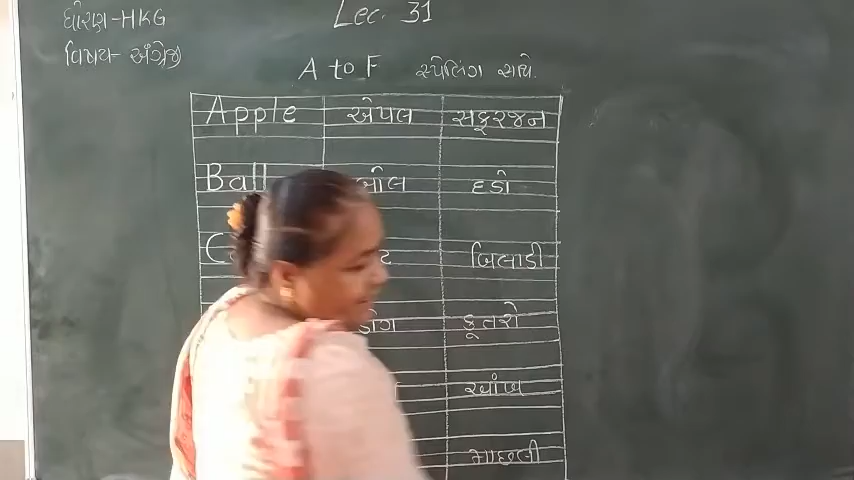 ધોરણ-HKG
Lec. 31
વિષય- અંગ્રેજી
A to F સ્પેલિંગ સાથે.
Apple એપલ સફરજન
Ball બોલ દડો
બિલાડી
ડોગ કૂતરો
આંખ
માછલી